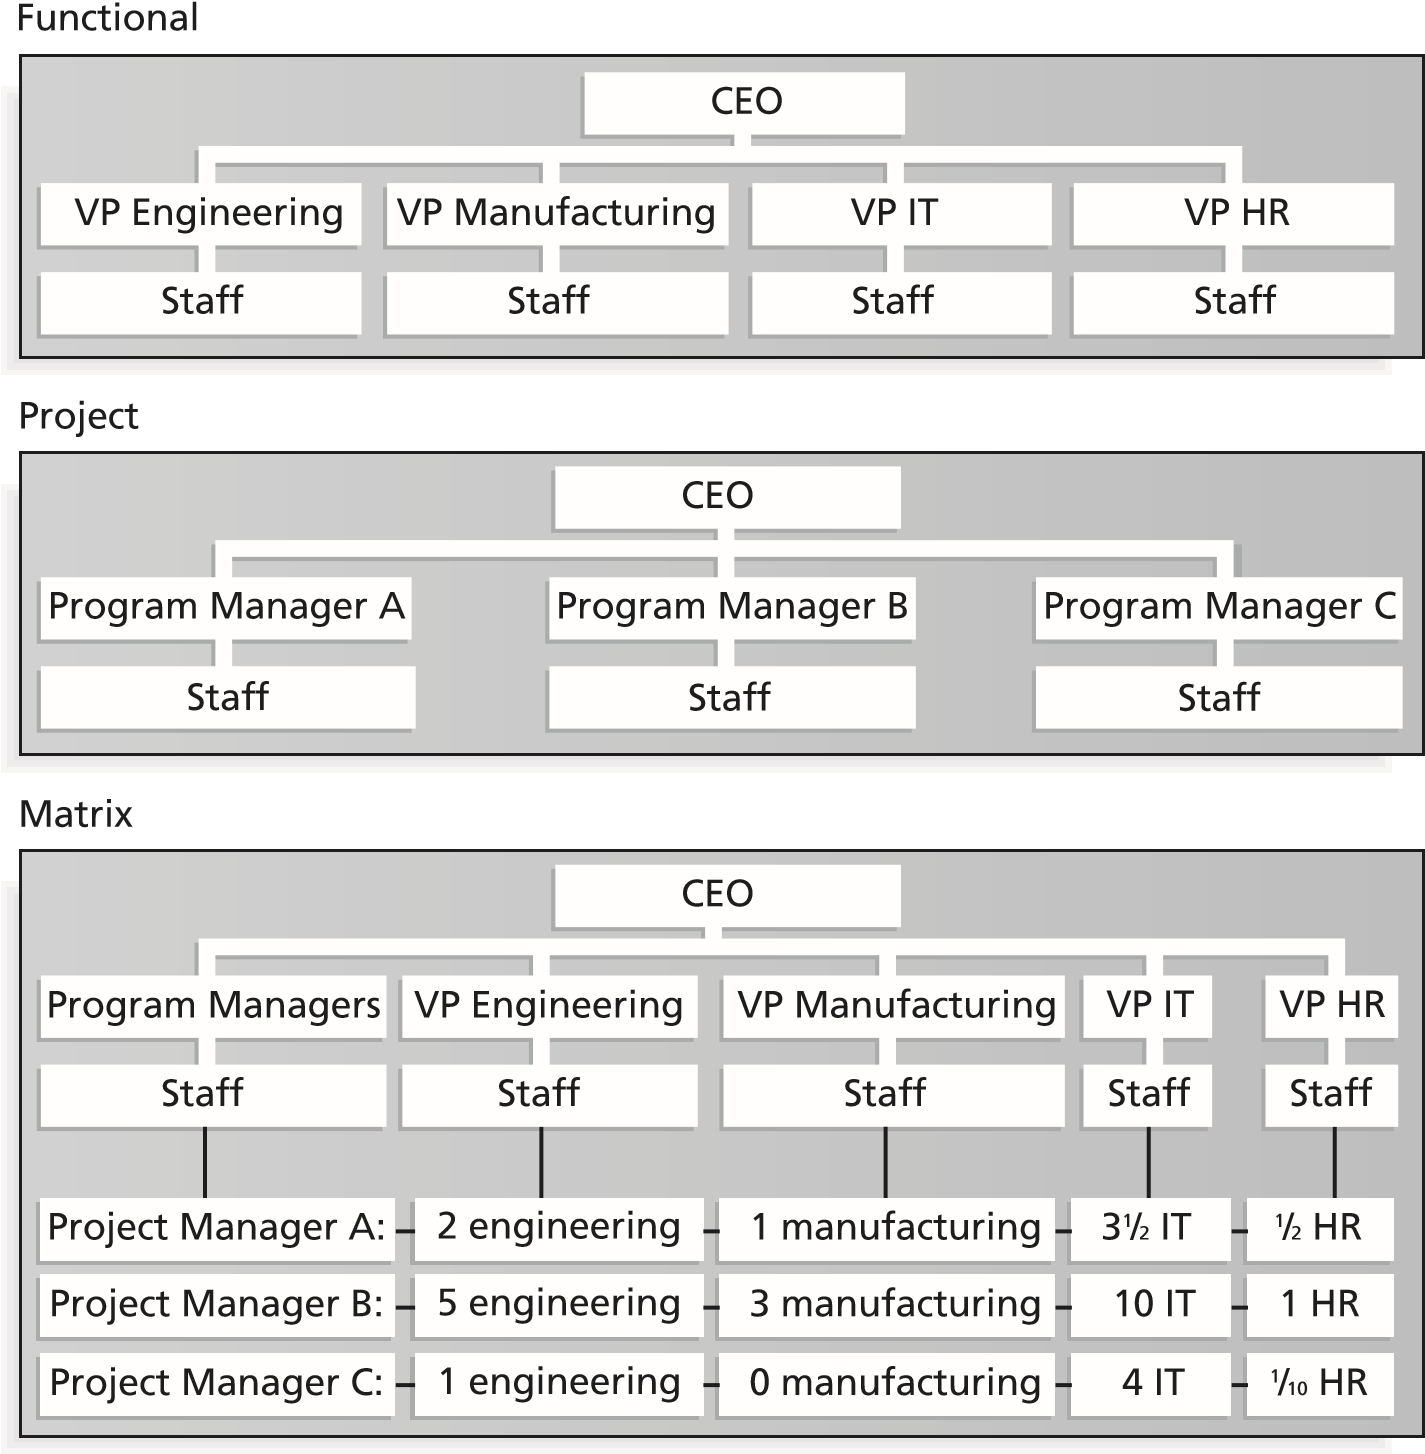 Functional
CEO
VP Engineering VP Manufacturing VP IT VP HR
Staff Staff Staff Staff
Project
CEO
Program Manager A Program Manager B Program Manager C
Staff Staff Staff
Matrix
CEO
Program Managers VP Engineering VP Manufacturing VP IT VP HR
Staff Staff Staff Staff Staff
Project Manager A: 2 engineering 1 manufacturing 3½ IT ½ HR
Project Manager B: 5 engineering 3 manufacturing 10 IT 1 HR
Project Manager C: 1 engineering 0 manufacturing 4 IT 1/10 HR